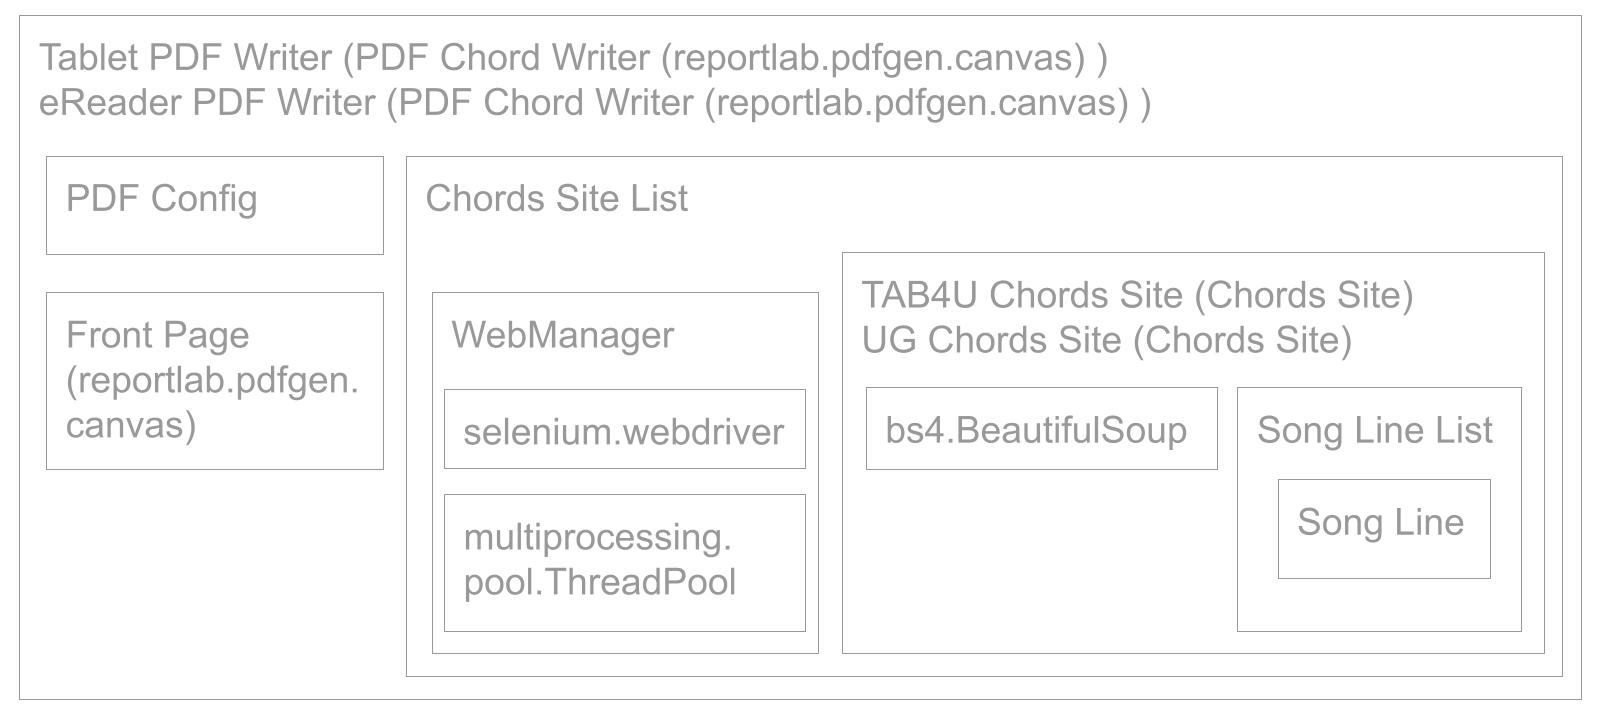 Tablet PDF Writer (PDF Chord Writer (reportlab.pdfgen.canvas) )
eReader PDF Writer (PDF Chord Writer (reportlab.pdfgen.canvas) )
PDF Config
Front Page
(reportlab.pdfgen.
canvas)
Chords Site List
WebManager
selenium.webdriver
multiprocessing.
pool.ThreadPool
TAB4U Chords Site (Chords Site)
UG Chords Site (Chords Site)
bs4.BeautifulSoup
Song Line List
Song Line